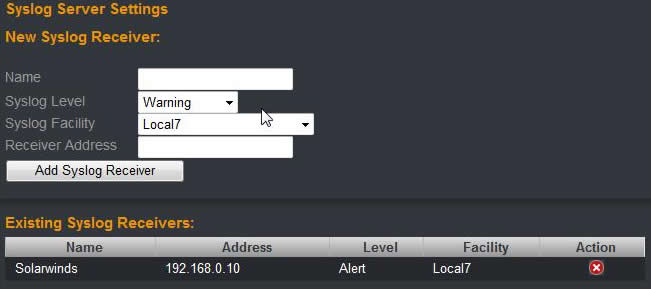 Syslog Server Settings
New Syslog Receiver:
Name
Syslog Level Warning
Syslog Facility Local7
Receiver Address
Add Syslog Receiver
Existing Syslog Receivers:
Name Address Level Facility Action
Solarwinds 192.168.0.10 Alert Local7